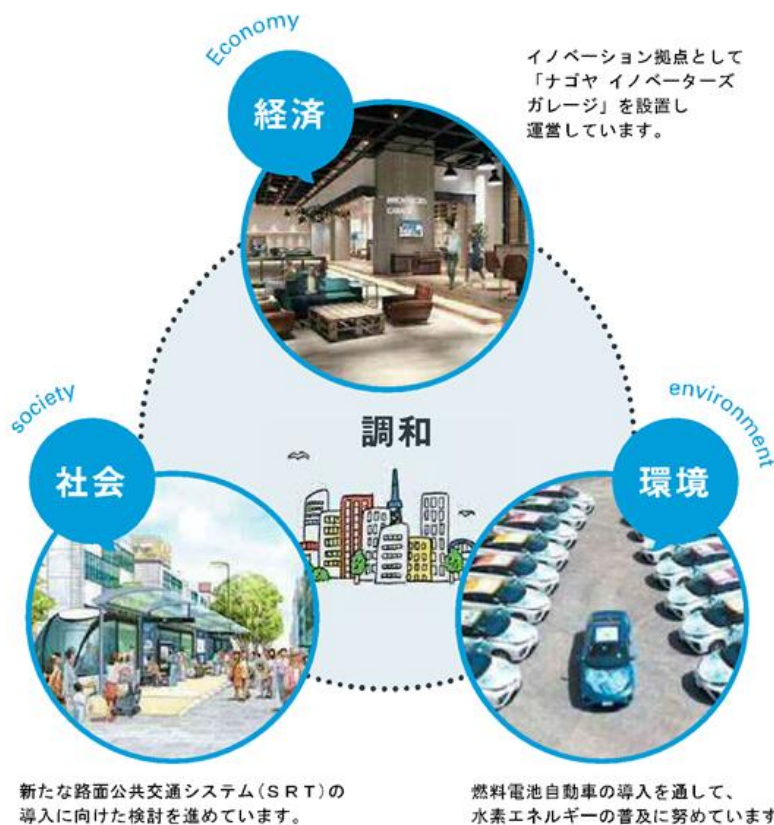 Economy
経済
イノベーション拠点として
「ナゴヤ イノベーターズ
ガレージ」を設置し
運営しています。
調和
society
社会
environment
環境
新たな路面公共交通システム(SRT)の
導入に向けた検討を進めています。
燃料電池自動車の導入を通して、
水素エネルギーの普及に努めています